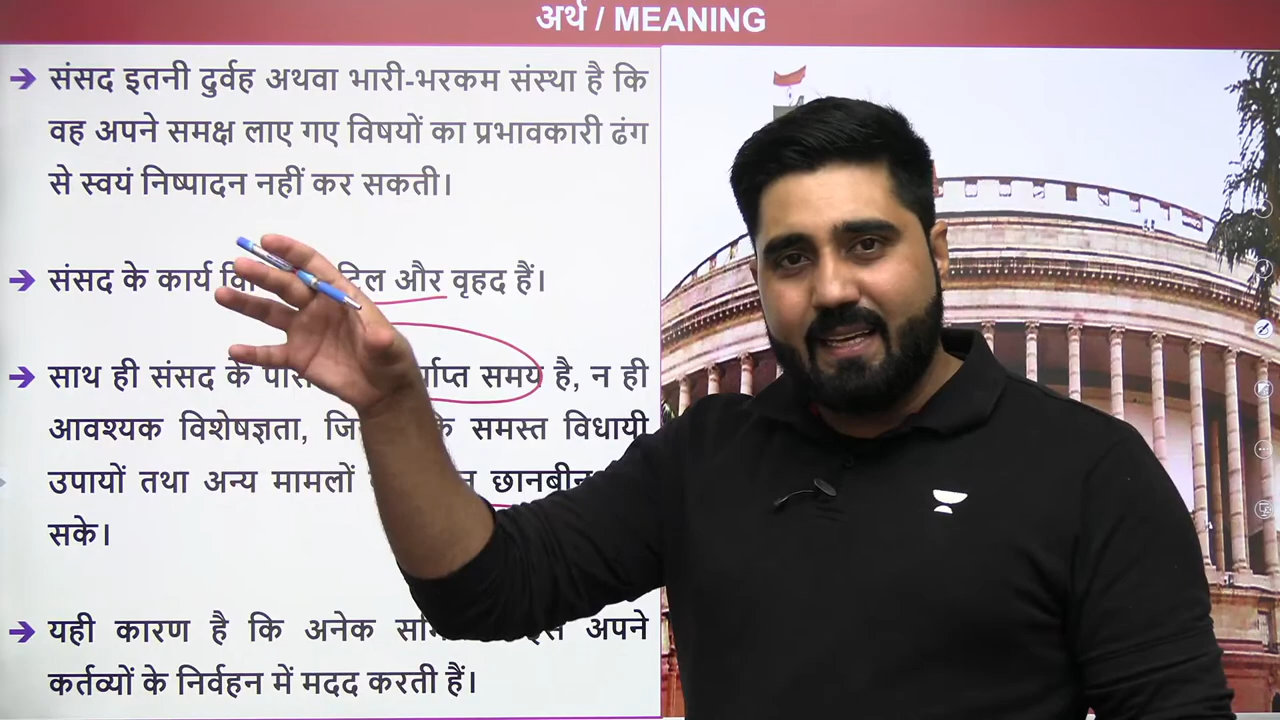 अर्थ / MEANING
संसद इतनी दुर्वह अथवा भारी-भरकम संस्था है कि
वह अपने समक्ष लाए गए विषयों का प्रभावकारी ढंग
से स्वयं निष्पादन नहीं कर सकती।
संसद के कार्य और वृहद हैं।
साथ ही संसद के समय है, न ही
आवश्यक विशेषज्ञता, समस्त विधायी
उपायों तथा अन्य मामलों छानबीन
सके।
यही कारण है कि अनेक अपने
कर्तव्यों के निर्वहन में मदद करती हैं।